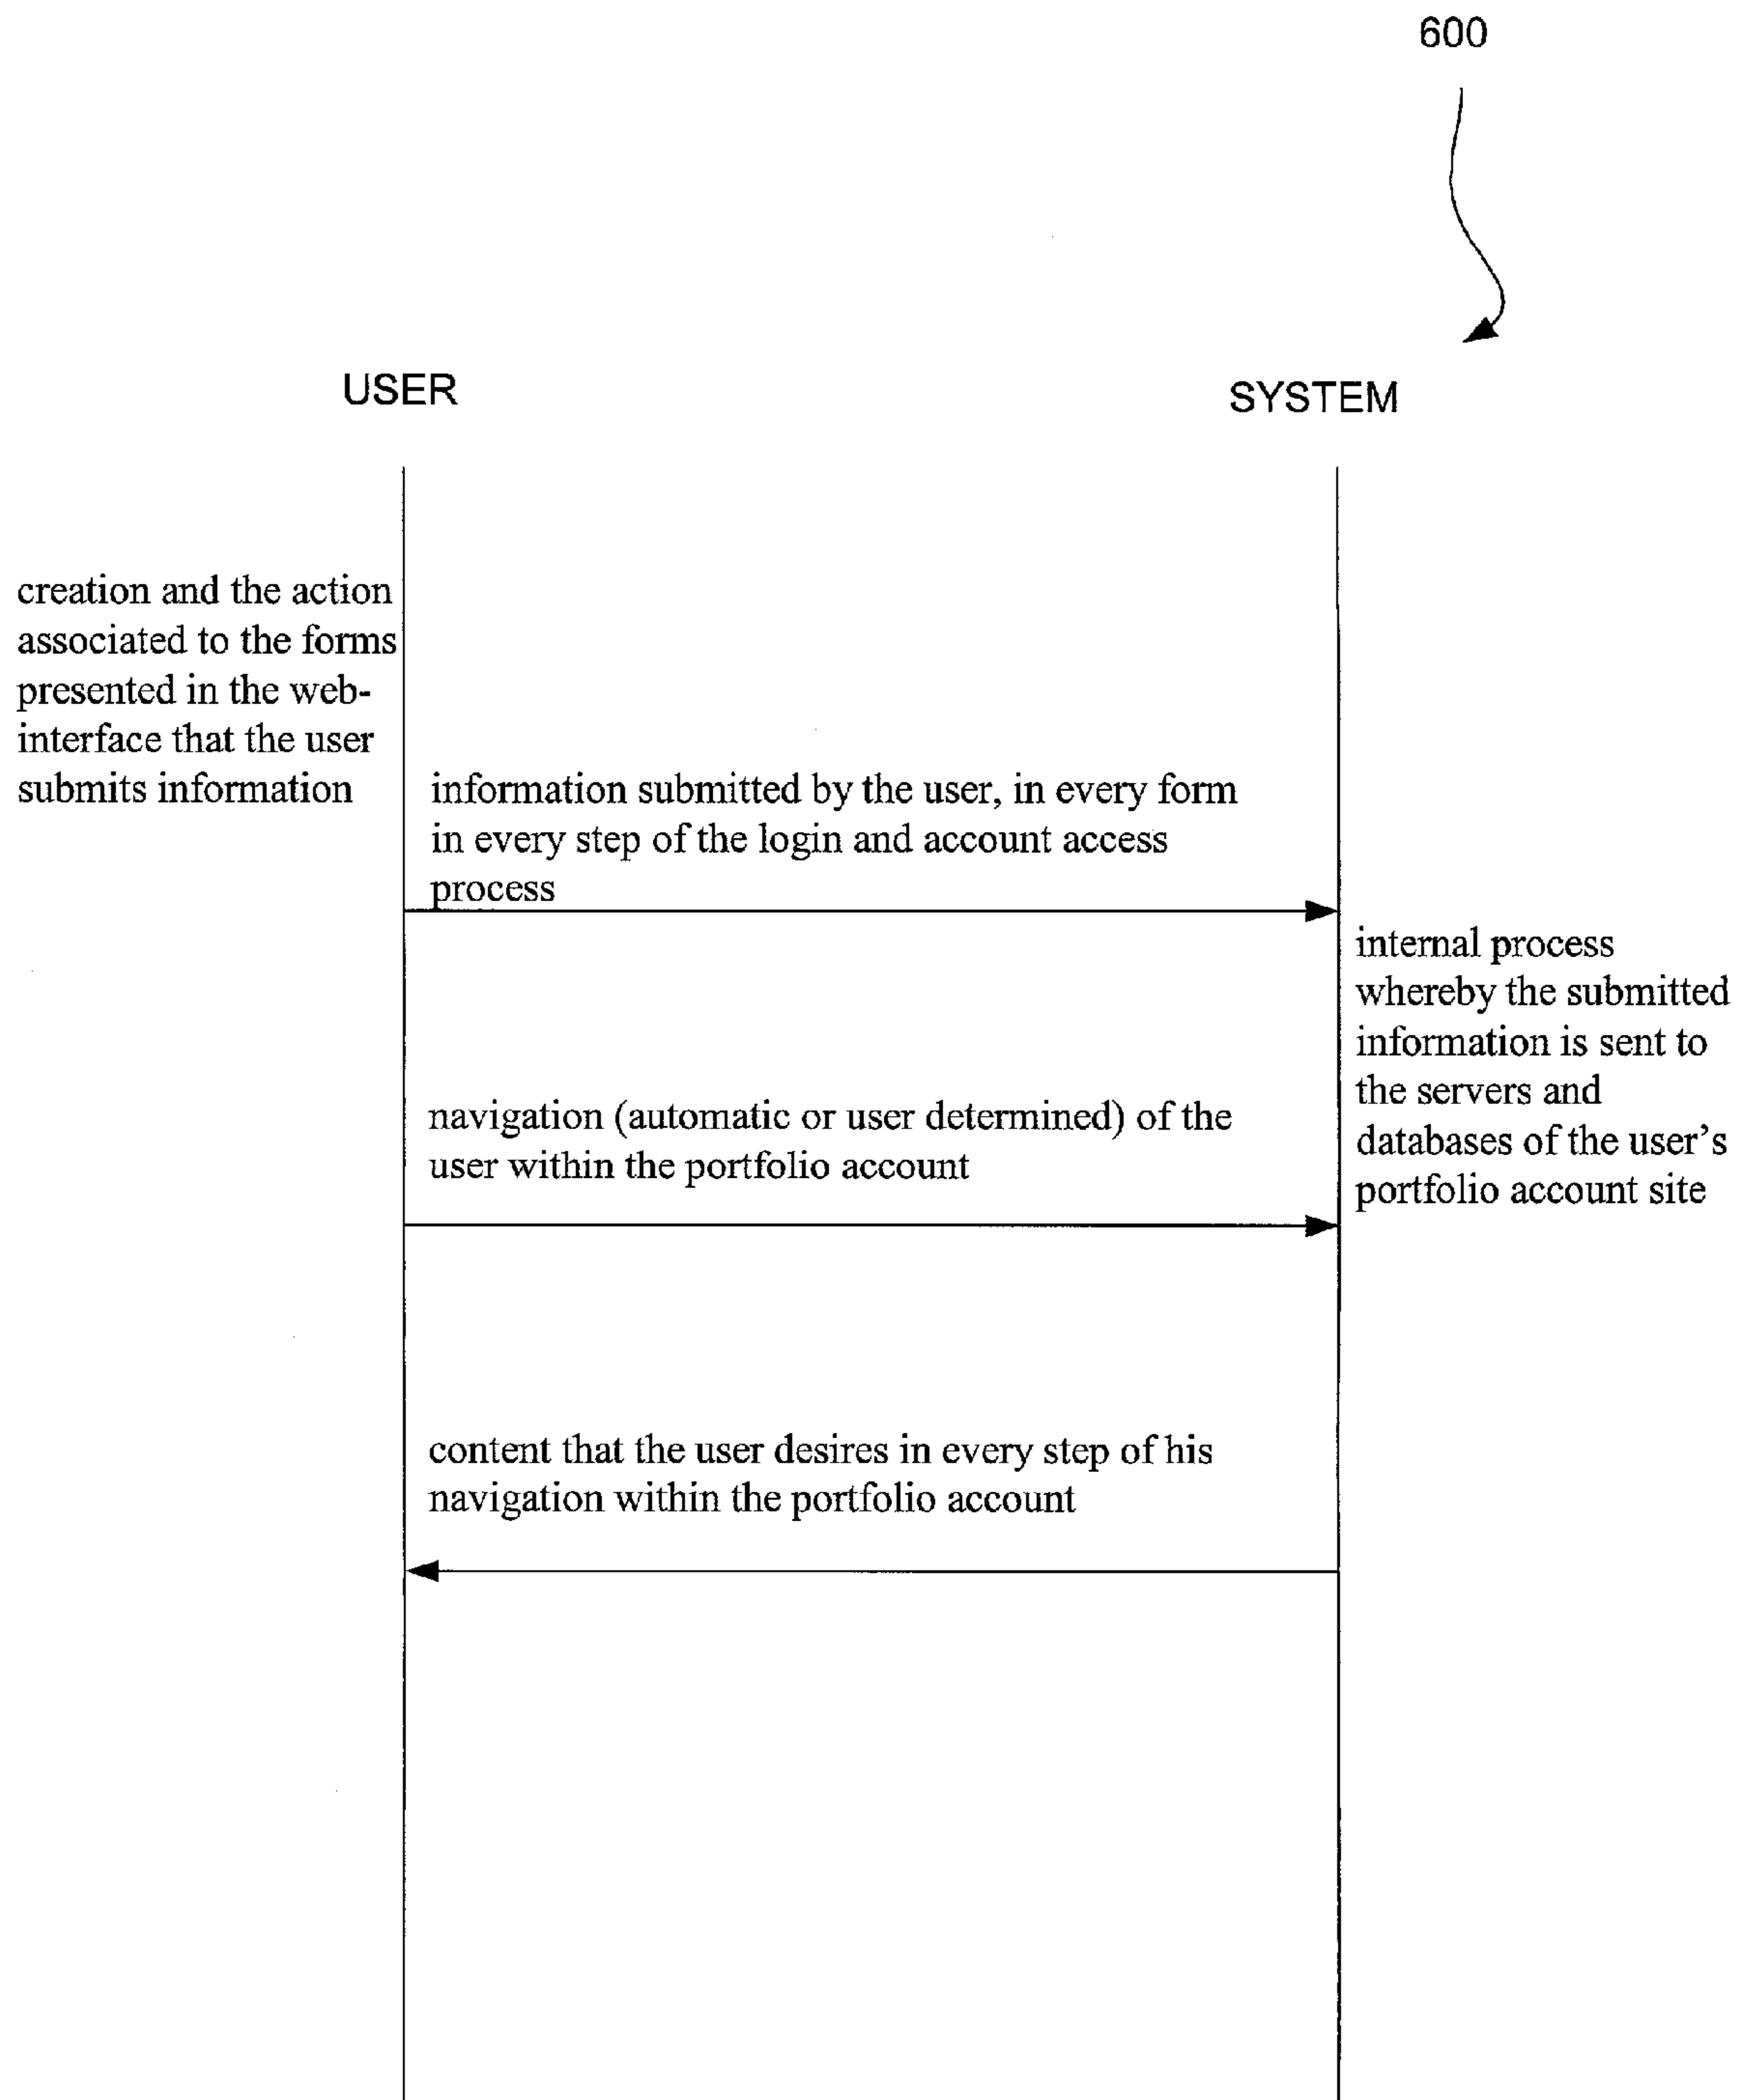 600
USER
SYSTEM
creation and the action
associated to the forms
presented in the web-
interface that the user
submits information
information submitted by the user, in every form
in every step of the login and account access
process
internal process
whereby the submitted
information is sent to
the servers and
databases of the user's
portfolio account site
navigation (automatic or user determined) of the
user within the portfolio account
content that the user desires in every step of his
navigation within the portfolio account